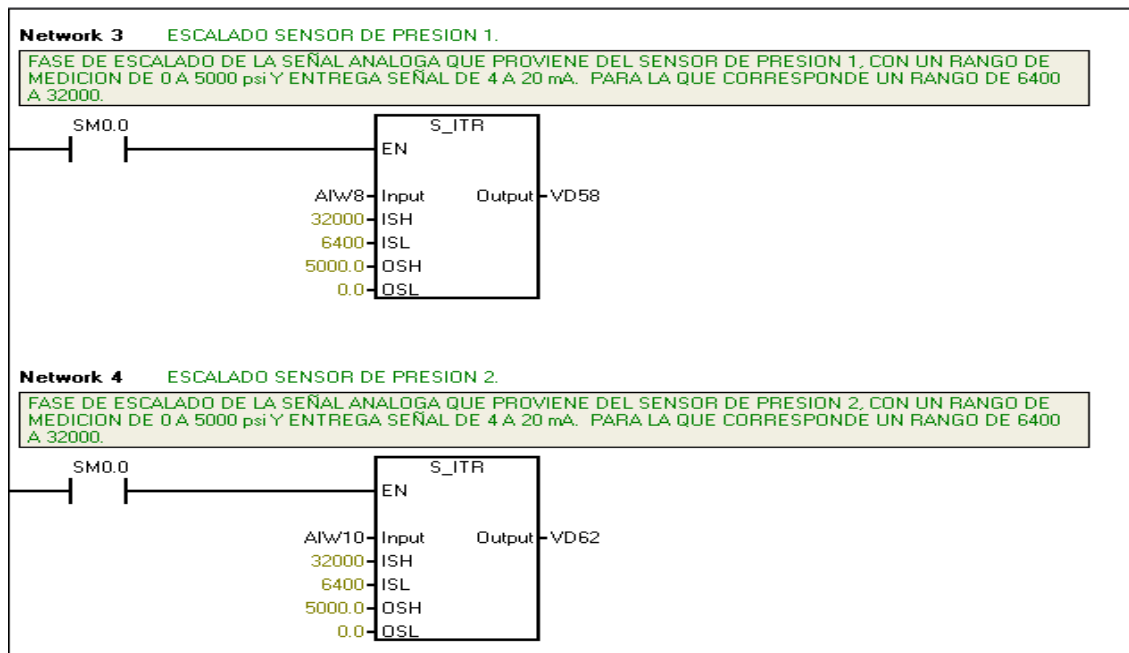 Network 3 ESCALADO SENSOR DE PRESION 1.
FASE DE ESCALADO DE LA SEÑAL ANALOGA QUE PROVIENE DEL SENSOR DE PRESION 1, CON UN RANGO DE
MEDICION DE 0 A 5000 psi Y ENTREGA SEÑAL DE 4 A 20 mA. PARA LA QUE CORRESPONDE UN RANGO DE 6400
A 32000.
SM0.0 S_ITR
EN
AIW8 Input Output VD58
32000 ISH
6400 ISL
5000.0 OSH
0.0 OSL
Network 4 ESCALADO SENSOR DE PRESION 2.
FASE DE ESCALADO DE LA SEÑAL ANALOGA QUE PROVIENE DEL SENSOR DE PRESION 2, CON UN RANGO DE
MEDICION DE 0 A 5000 psi Y ENTREGA SEÑAL DE 4 A 20 mA. PARA LA QUE CORRESPONDE UN RANGO DE 6400
A 32000.
SM0.0 S_ITR
EN
AIW10 Input Output VD62
32000 ISH
6400 ISL
5000.0 OSH
0.0 OSL